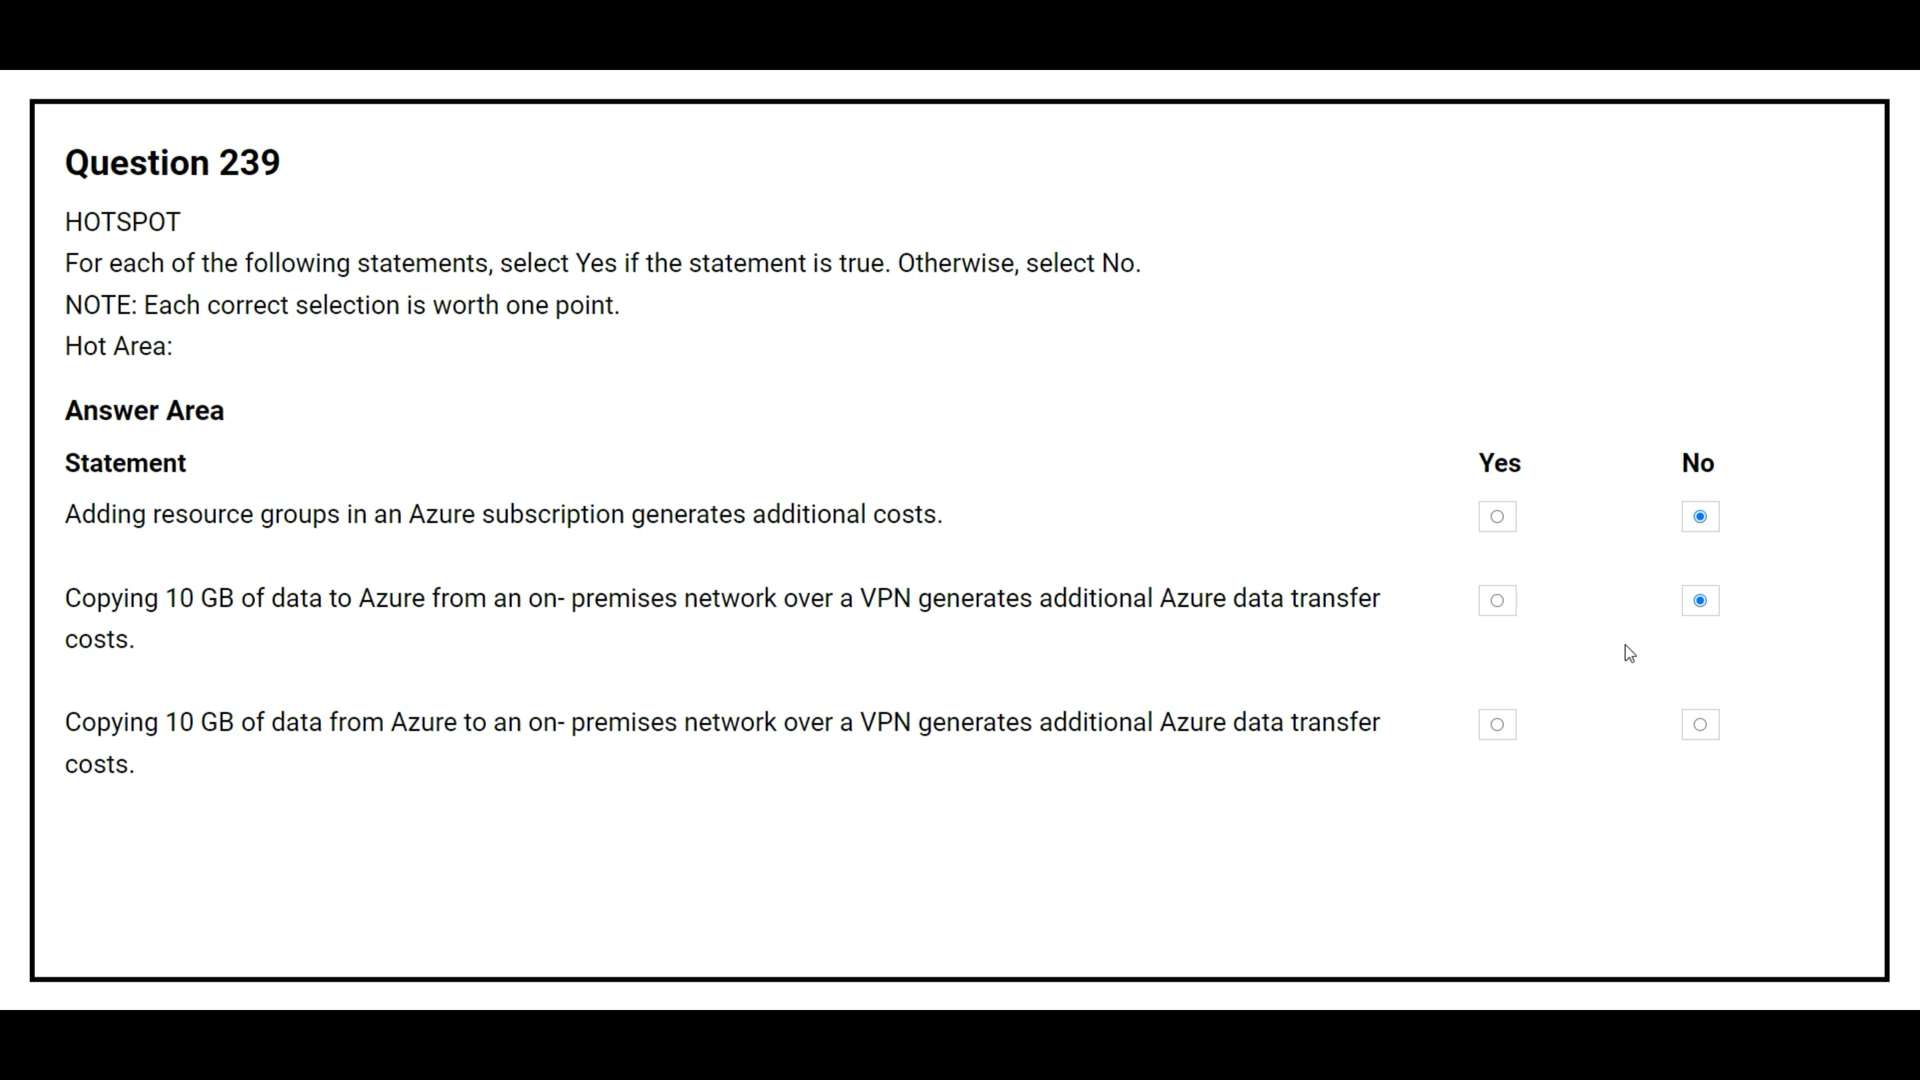 Question 239
HOTSPOT
For each of the following statements, select Yes if the statement is true. Otherwise, select No.
NOTE: Each correct selection is worth one point.
Hot Area:
Answer Area
Statement Yes No
Adding resource groups in an Azure subscription generates additional costs.
Copying 10 GB of data to Azure from an on- premises network over a VPN generates additional Azure data transfer
costs.
Copying 10 GB of data from Azure to an on- premises network over a VPN generates additional Azure data transfer
costs.